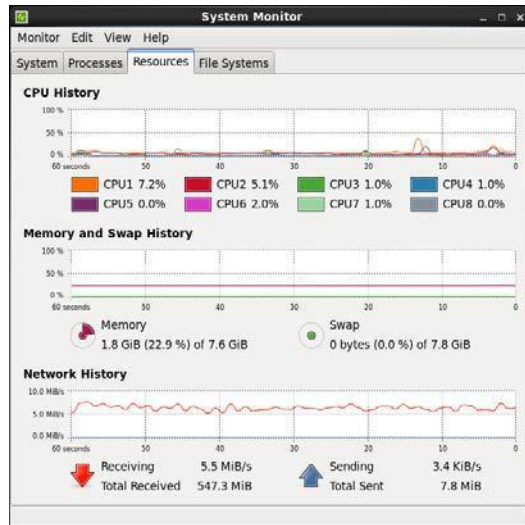 System Monitor
Monitor Edit View Help
System Processes Resources File Systems
CPU History
100 %
50 %
0 %
60 seconds 50 40 30 20 10 0
CPU1 7.2% CPU2 5.1% CPU3 1.0% CPU4 1.0%
CPU5 0.0% CPU6 2.0% CPU7 1.0% CPU8 0.0%
Memory and Swap History
100 %
50 %
0 %
60 seconds 50 40 30 20 10 0
Memory Swap
1.8 GiB (22.9 %) of 7.6 GiB 0 bytes (0.0 %) of 7.8 GiB
Network History
10.0 MiB/s
5.0 MiB/s
0.0 MiB/s
60 seconds 50 40 30 20 10 0
Receiving 5.5 MiB/s Sending 3.4 KiB/s
Total Received 547.3 MiB Total Sent 7.8 MiB